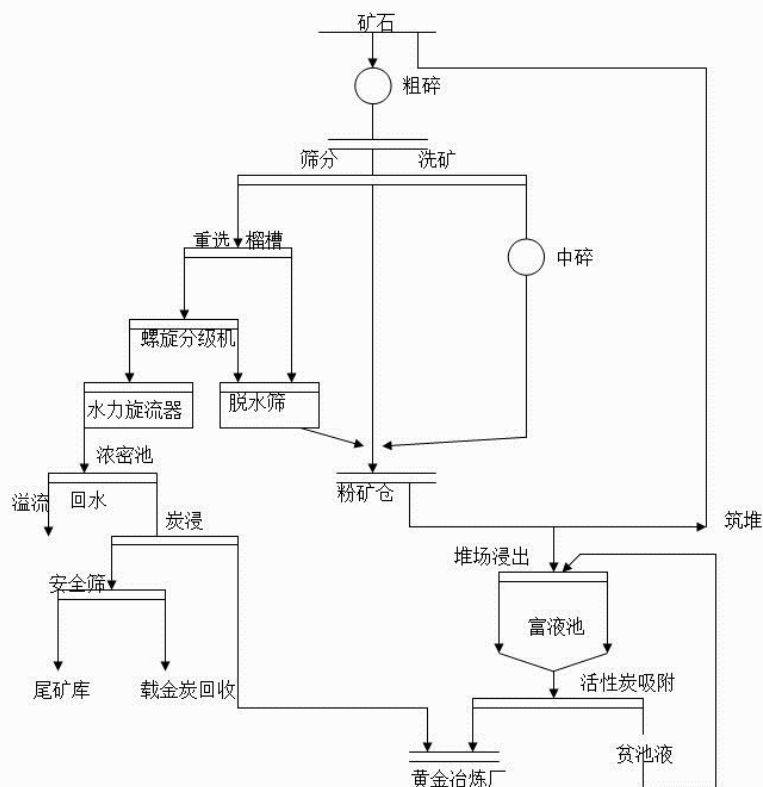 矿石
粗碎
筛分 洗矿
重选 榴槽
中碎
螺旋分级机
水力旋流器
脱水筛
浓密池
溢流 回水
粉矿仓
炭浸
筑堆
堆场浸出
安全筛
富液池
尾矿库
载金炭回收
活性炭吸附
贫池液
黄金冶炼厂